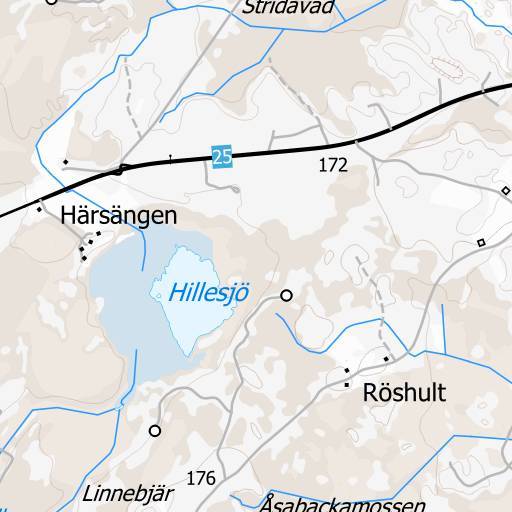 Stridavad
25
172
Härsängen
Hillesjö
Röshult
176
Linnebjär
Åsabackamossen